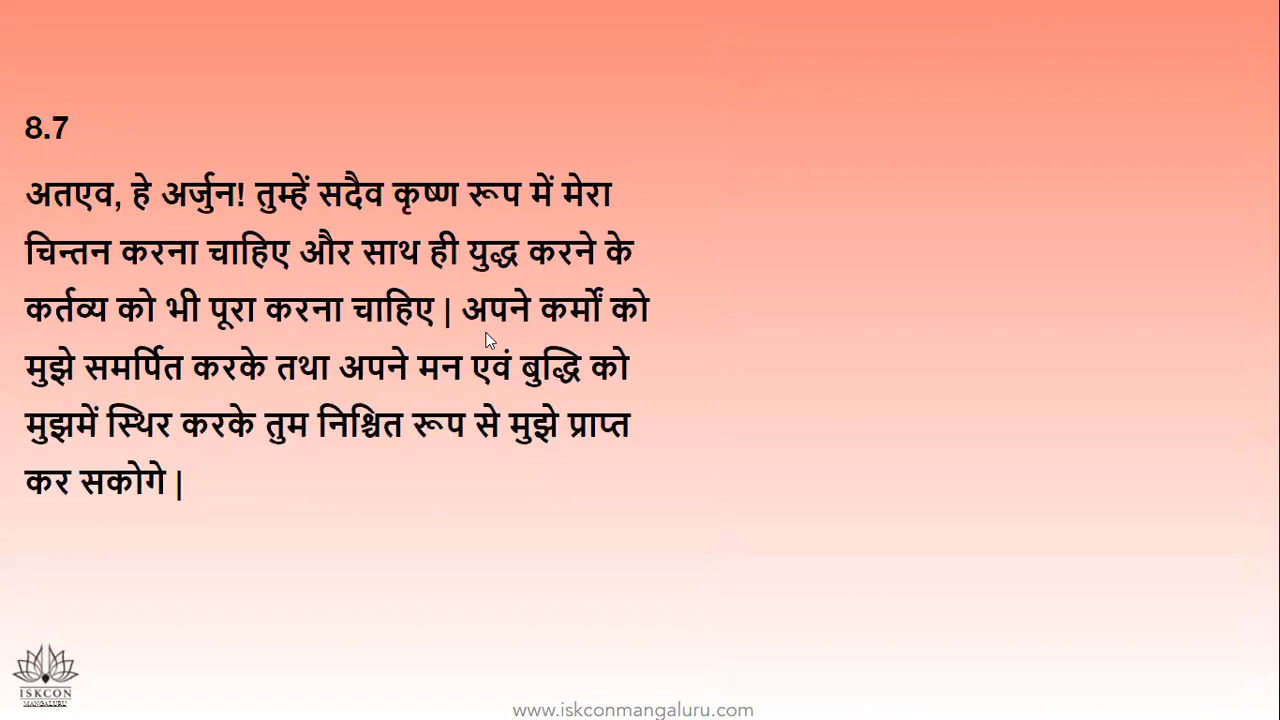 8.7
अतएव, हे अर्जुन! तुम्हें सदैव कृष्ण रूप में मेरा
चिन्तन करना चाहिए और साथ ही युद्ध करने के
कर्तव्य को भी पूरा करना चाहिए | अपने कर्मों को
मुझे समर्पित करके तथा अपने मन एवं बुद्धि को
मुझमें स्थिर करके तुम निश्चित रूप से मुझे प्राप्त
कर सकोगे |
ISKCON
MANGALURU
www.iskconmangaluru.com